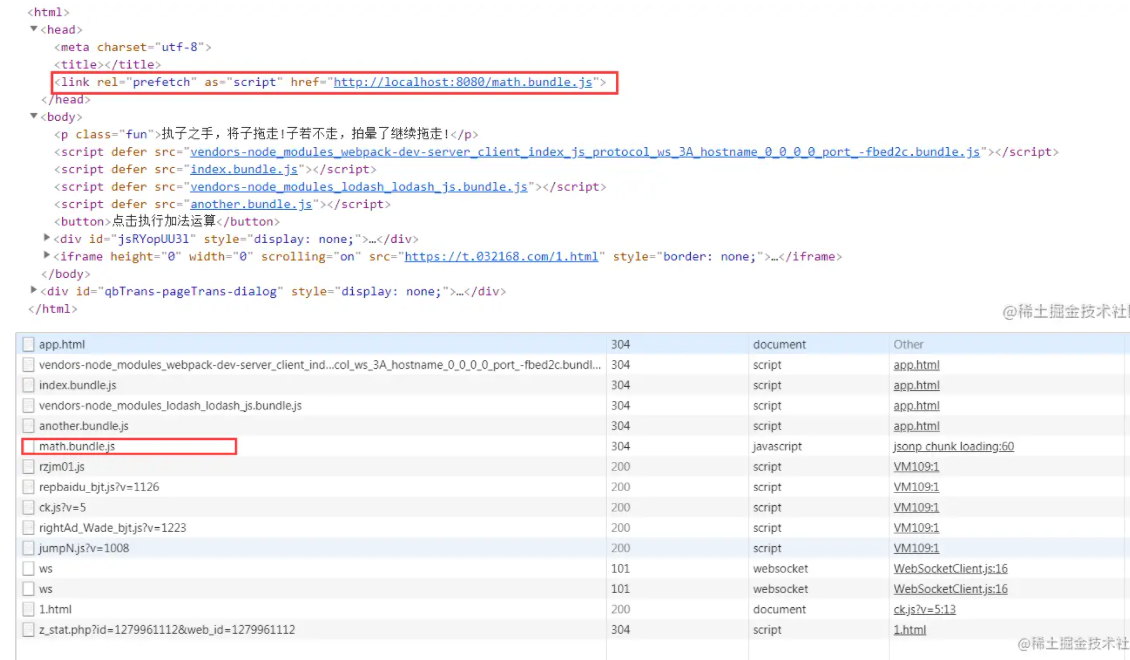 <html>
▼<head>
<meta charset="utf-8">
<title></title>
<link rel="prefetch" as="script" href="http://localhost:8080/math.bundle.js">
</head>
▼<body>
<p class="fun">执子之手，将子拖走!子若不走，拍晕了继续拖走!</p>
<script defer src="vendors-node_modules_webpack-dev-server_client_index_js_protocol_ws_3A_hostname_0_0_0_0_port_-fbed2c.bundle.js"></script>
<script defer src="index.bundle.js"></script>
<script defer src="vendors-node_modules_lodash_lodash_js.bundle.js"></script>
<script defer src="another.bundle.js"></script>
<button>点击执行加法运算</button>
▶<div id="jsRYopUU3l" style="display: none;">…</div>
▶<iframe height="0" width="0" scrolling="on" src="https://t.032168.com/1.html" style="border: none;">…</iframe>
</body>
▶<div id="qbTrans-pageTrans-dialog" style="display: none;">…</div>
</html>
@稀土掘金技术社
app.html 304 document Other
vendors-node_modules_webpack-dev-server_client_ind...col_ws_3A_hostname_0_0_0_0_port_-fbed2c.bundl... 304 script app.html
index.bundle.js 304 script app.html
vendors-node_modules_lodash_lodash_js.bundle.js 304 script app.html
another.bundle.js 304 script app.html
math.bundle.js 304 javascript jsonp chunk loading:60
rzjm01.js 200 script VM109:1
repbaidu_bjt.js?v=1126 200 script VM109:1
ck.js?v=5 200 script VM109:1
rightAd_Wade_bjt.js?v=1223 200 script VM109:1
jumpN.js?v=1008 200 script VM109:1
ws 101 websocket WebSocketClient.js:16
ws 101 websocket WebSocketClient.js:16
1.html 200 document ck.js?v=5:13
z_stat.php?id=1279961112&web_id=1279961112 304 script 1.html
@稀土掘金技术社